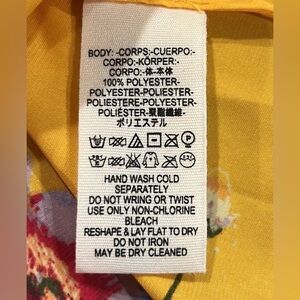 BODY: -CORPS:-CUERPO:-
CORPO:-KÖRPER:-
CORPO:-体-本体
100% POLYESTER-
POLYESTER-POLIESTER-
POLIESTERE-POLYESTER-
POLIÉSTER-聚酯纖維-
ポリエステル
HAND WASH COLD
SEPARATELY
DO NOT WRING OR TWIST
USE ONLY NON-CHLORINE
BLEACH
RESHAPE & LAY FLAT TO DRY
DO NOT IRON
MAY BE DRY CLEANED